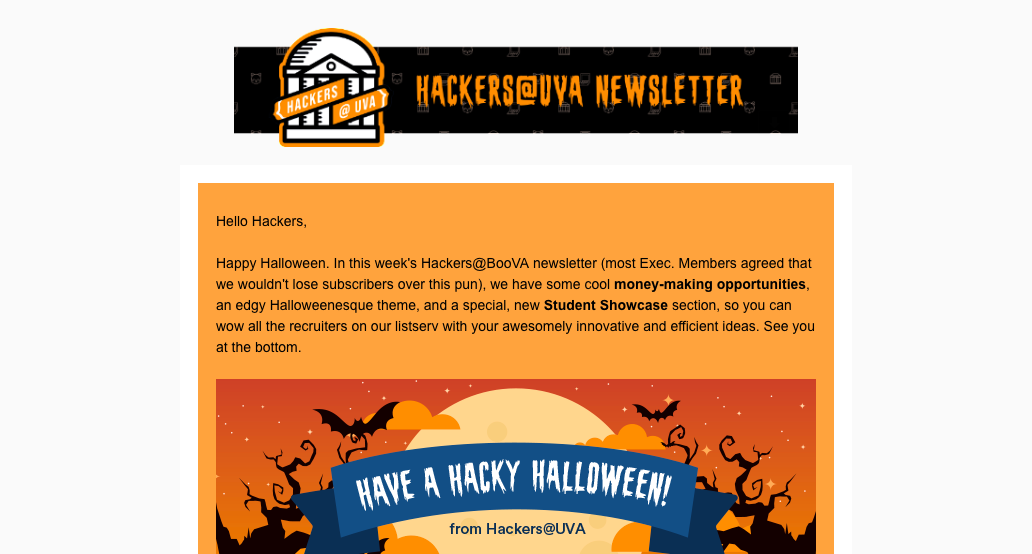 HACKERS
@ UVA
HACKERS@UVA NEWSLETTER
Hello Hackers,
Happy Halloween. In this week's Hackers@BooVA newsletter (most Exec. Members agreed that
we wouldn't lose subscribers over this pun), we have some cool money-making opportunities,
an edgy Halloweenesque theme, and a special, new Student Showcase section, so you can
wow all the recruiters on our listserv with your awesomely innovative and efficient ideas. See you
at the bottom.
HAVE A HACKY HALLOWEEN!
from Hackers@UVA